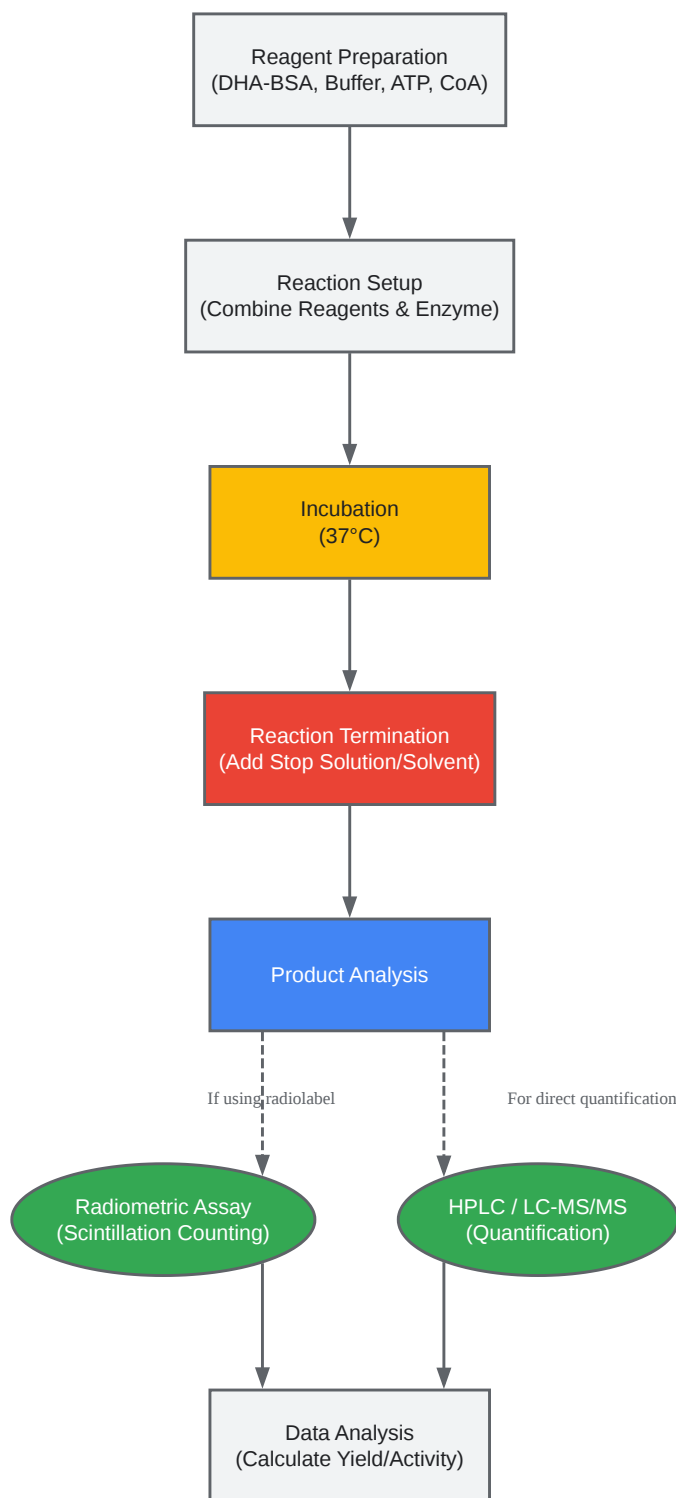 Reagent Preparation
(DHA-BSA, Buffer, ATP, CoA)
Reaction Setup
(Combine Reagents & Enzyme)
Incubation
(37°C)
Reaction Termination
(Add Stop Solution/Solvent)
Product Analysis
If using radiolabel
For direct quantification
Radiometric Assay
(Scintillation Counting)
HPLC / LC-MS/MS
(Quantification)
Data Analysis
(Calculate Yield/Activity)